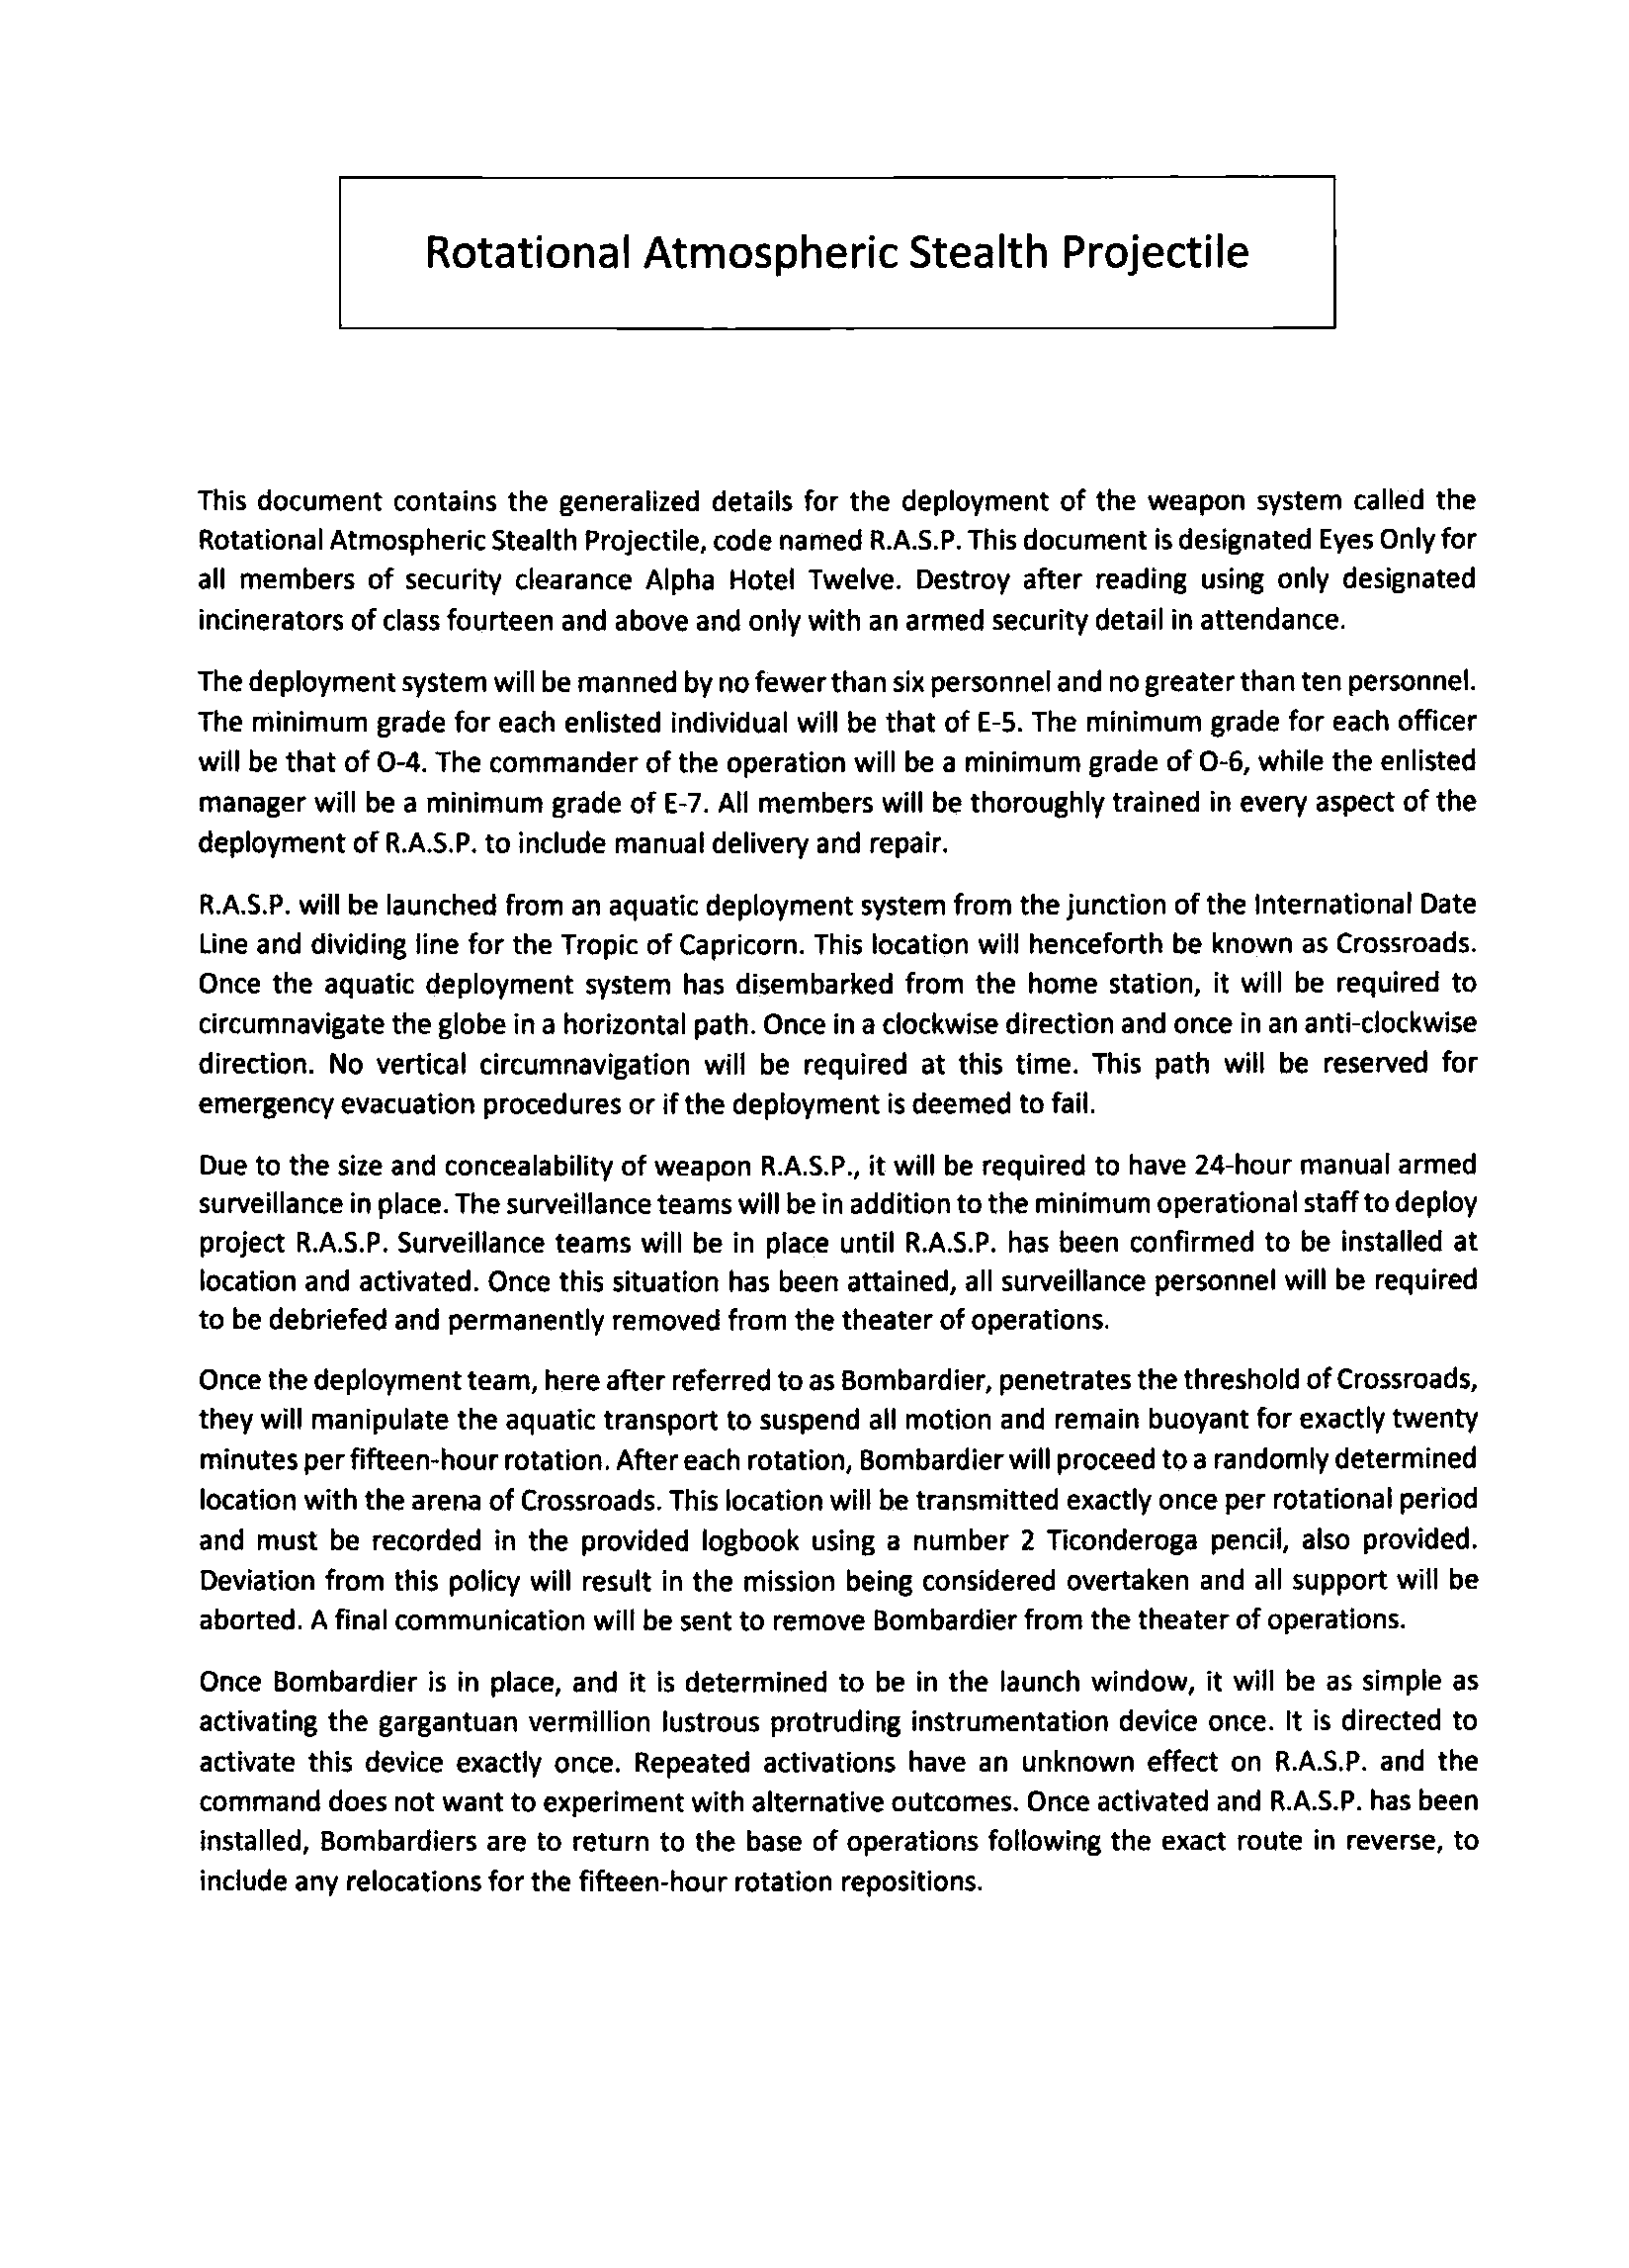 Rotational Atmospheric Stealth Projectile
This document contains the generalized details for the deployment of the weapon system called the
Rotational Atmospheric Stealth Projectile, code named R.A.S.P. This document is designated Eyes Only for
all members of security clearance Alpha Hotel Twelve. Destroy after reading using only designated
incinerators of class fourteen and above and only with an armed security detail in attendance.
The deployment system will be manned by no fewer than six personnel and no greater than ten personnel.
The minimum grade for each enlisted individual will be that of E-5. The minimum grade for each officer
will be that of O-4. The commander of the operation will be a minimum grade of O-6, while the enlisted
manager will be a minimum grade of E-7. All members will be thoroughly trained in every aspect of the
deployment of R.A.S.P. to include manual delivery and repair.
R.A.S.P. will be launched from an aquatic deployment system from the junction of the International Date
Line and dividing line for the Tropic of Capricorn. This location will henceforth be known as Crossroads.
Once the aquatic deployment system has disembarked from the home station, it will be required to
circumnavigate the globe in a horizontal path. Once in a clockwise direction and once in an anti-clockwise
direction. No vertical circumnavigation will be required at this time. This path will be reserved for
emergency evacuation procedures or if the deployment is deemed to fail.
Due to the size and concealability of weapon R.A.S.P., it will be required to have 24-hour manual armed
surveillance in place. The surveillance teams will be in addition to the minimum operational staff to deploy
project R.A.S.P. Surveillance teams will be in place until R.A.S.P. has been confirmed to be installed at
location and activated. Once this situation has been attained, all surveillance personnel will be required
to be debriefed and permanently removed from the theater of operations.
Once the deployment team, here after referred to as Bombardier, penetrates the threshold of Crossroads,
they will manipulate the aquatic transport to suspend all motion and remain buoyant for exactly twenty
minutes per fifteen-hour rotation. After each rotation, Bombardier will proceed to a randomly determined
location with the arena of Crossroads. This location will be transmitted exactly once per rotational period
and must be recorded in the provided logbook using a number 2 Ticonderoga pencil, also provided.
Deviation from this policy will result in the mission being considered overtaken and all support will be
aborted. A final communication will be sent to remove Bombardier from the theater of operations.
Once Bombardier is in place, and it is determined to be in the launch window, it will be as simple as
activating the gargantuan vermillion lustrous protruding instrumentation device once. It is directed to
activate this device exactly once. Repeated activations have an unknown effect on R.A.S.P. and the
command does not want to experiment with alternative outcomes. Once activated and R.A.S.P. has been
installed, Bombardiers are to return to the base of operations following the exact route in reverse, to
include any relocations for the fifteen-hour rotation repositions.